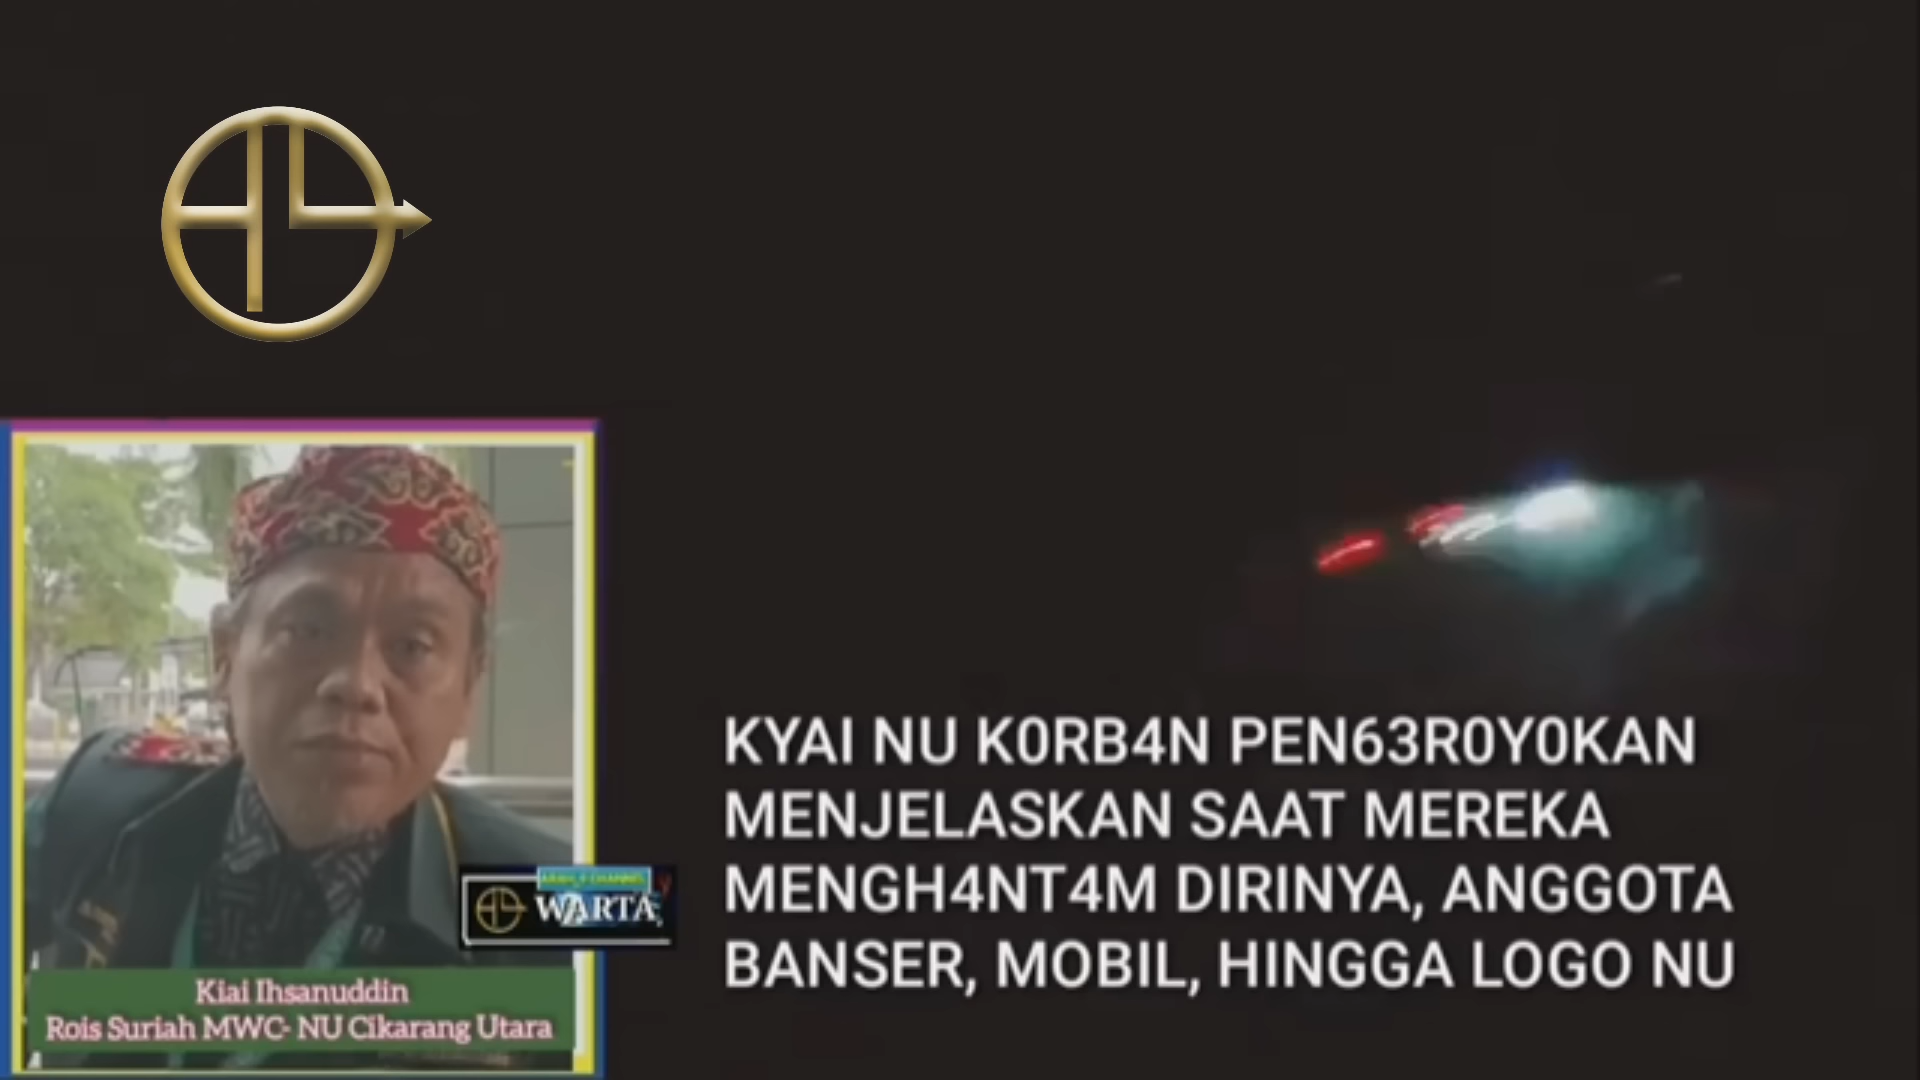 KYAI NU K0RB4N PEN63R0Y0KAN
MENJELASKAN SAAT MEREKA
MENGH4NT4M DIRINYA, ANGGOTA
BANSER, MOBIL, HINGGA LOGO NU
WARTA
Kiai Ihsanuddin
Rois Suriah MWC- NU Cikarang Utara